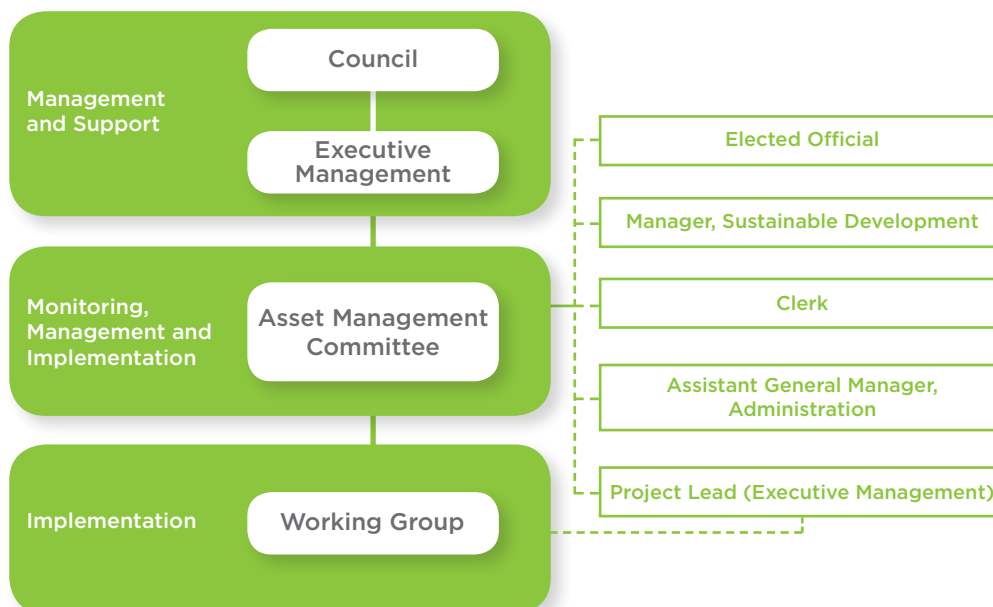 Management
and Support
Council
Executive
Management
Monitoring,
Management and
Implementation
Asset Management
Committee
Implementation
Working Group
Elected Official
Manager, Sustainable Development
Clerk
Assistant General Manager,
Administration
Project Lead (Executive Management)